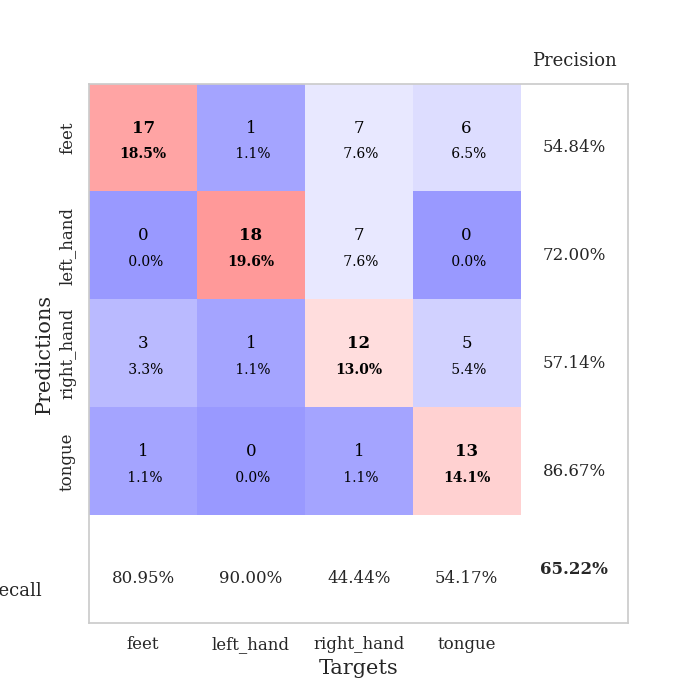 Precision
feet 17 1 7 6 54.84%
18.5% 1.1% 7.6% 6.5%
left_hand 0 18 7 0 72.00%
0.0% 19.6% 7.6% 0.0%
Predictions
right_hand 3 1 12 5 57.14%
3.3% 1.1% 13.0% 5.4%
tongue 1 0 1 13 86.67%
1.1% 0.0% 1.1% 14.1%
ecall 80.95% 90.00% 44.44% 54.17% 65.22%
feet left_hand right_hand tongue
Targets